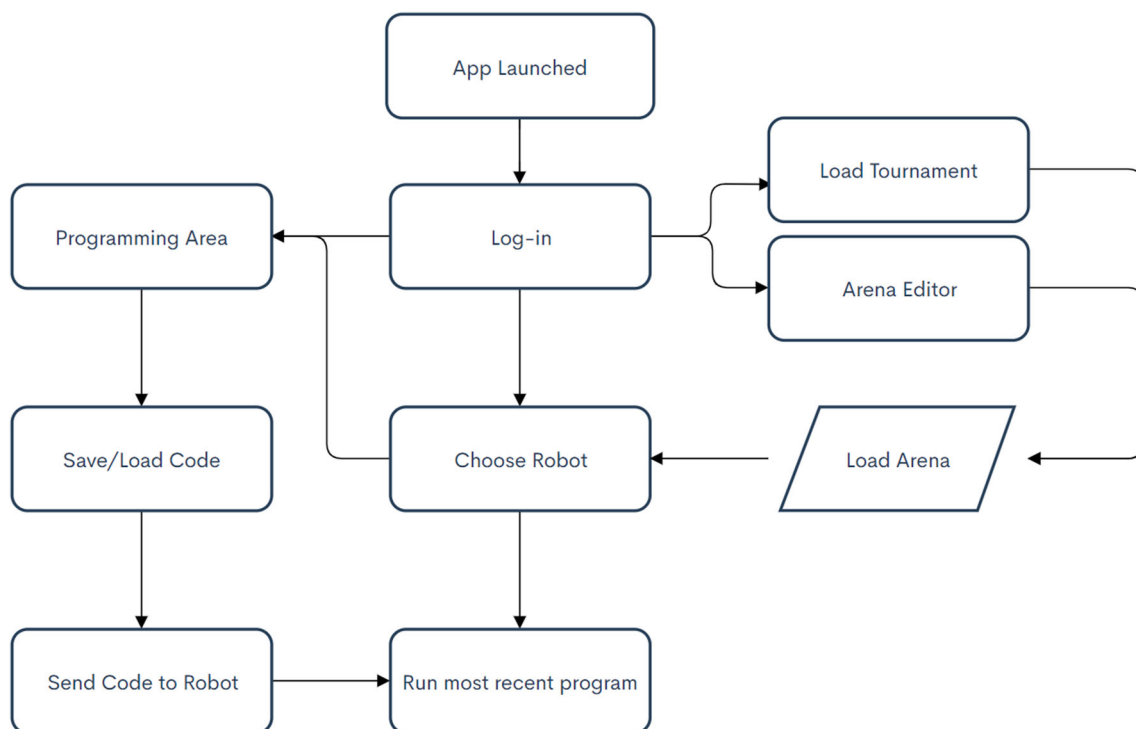 App Launched
Load Tournament
Programming Area
Log-in
Arena Editor
Save/Load Code
Choose Robot
Load Arena
Send Code to Robot
Run most recent program